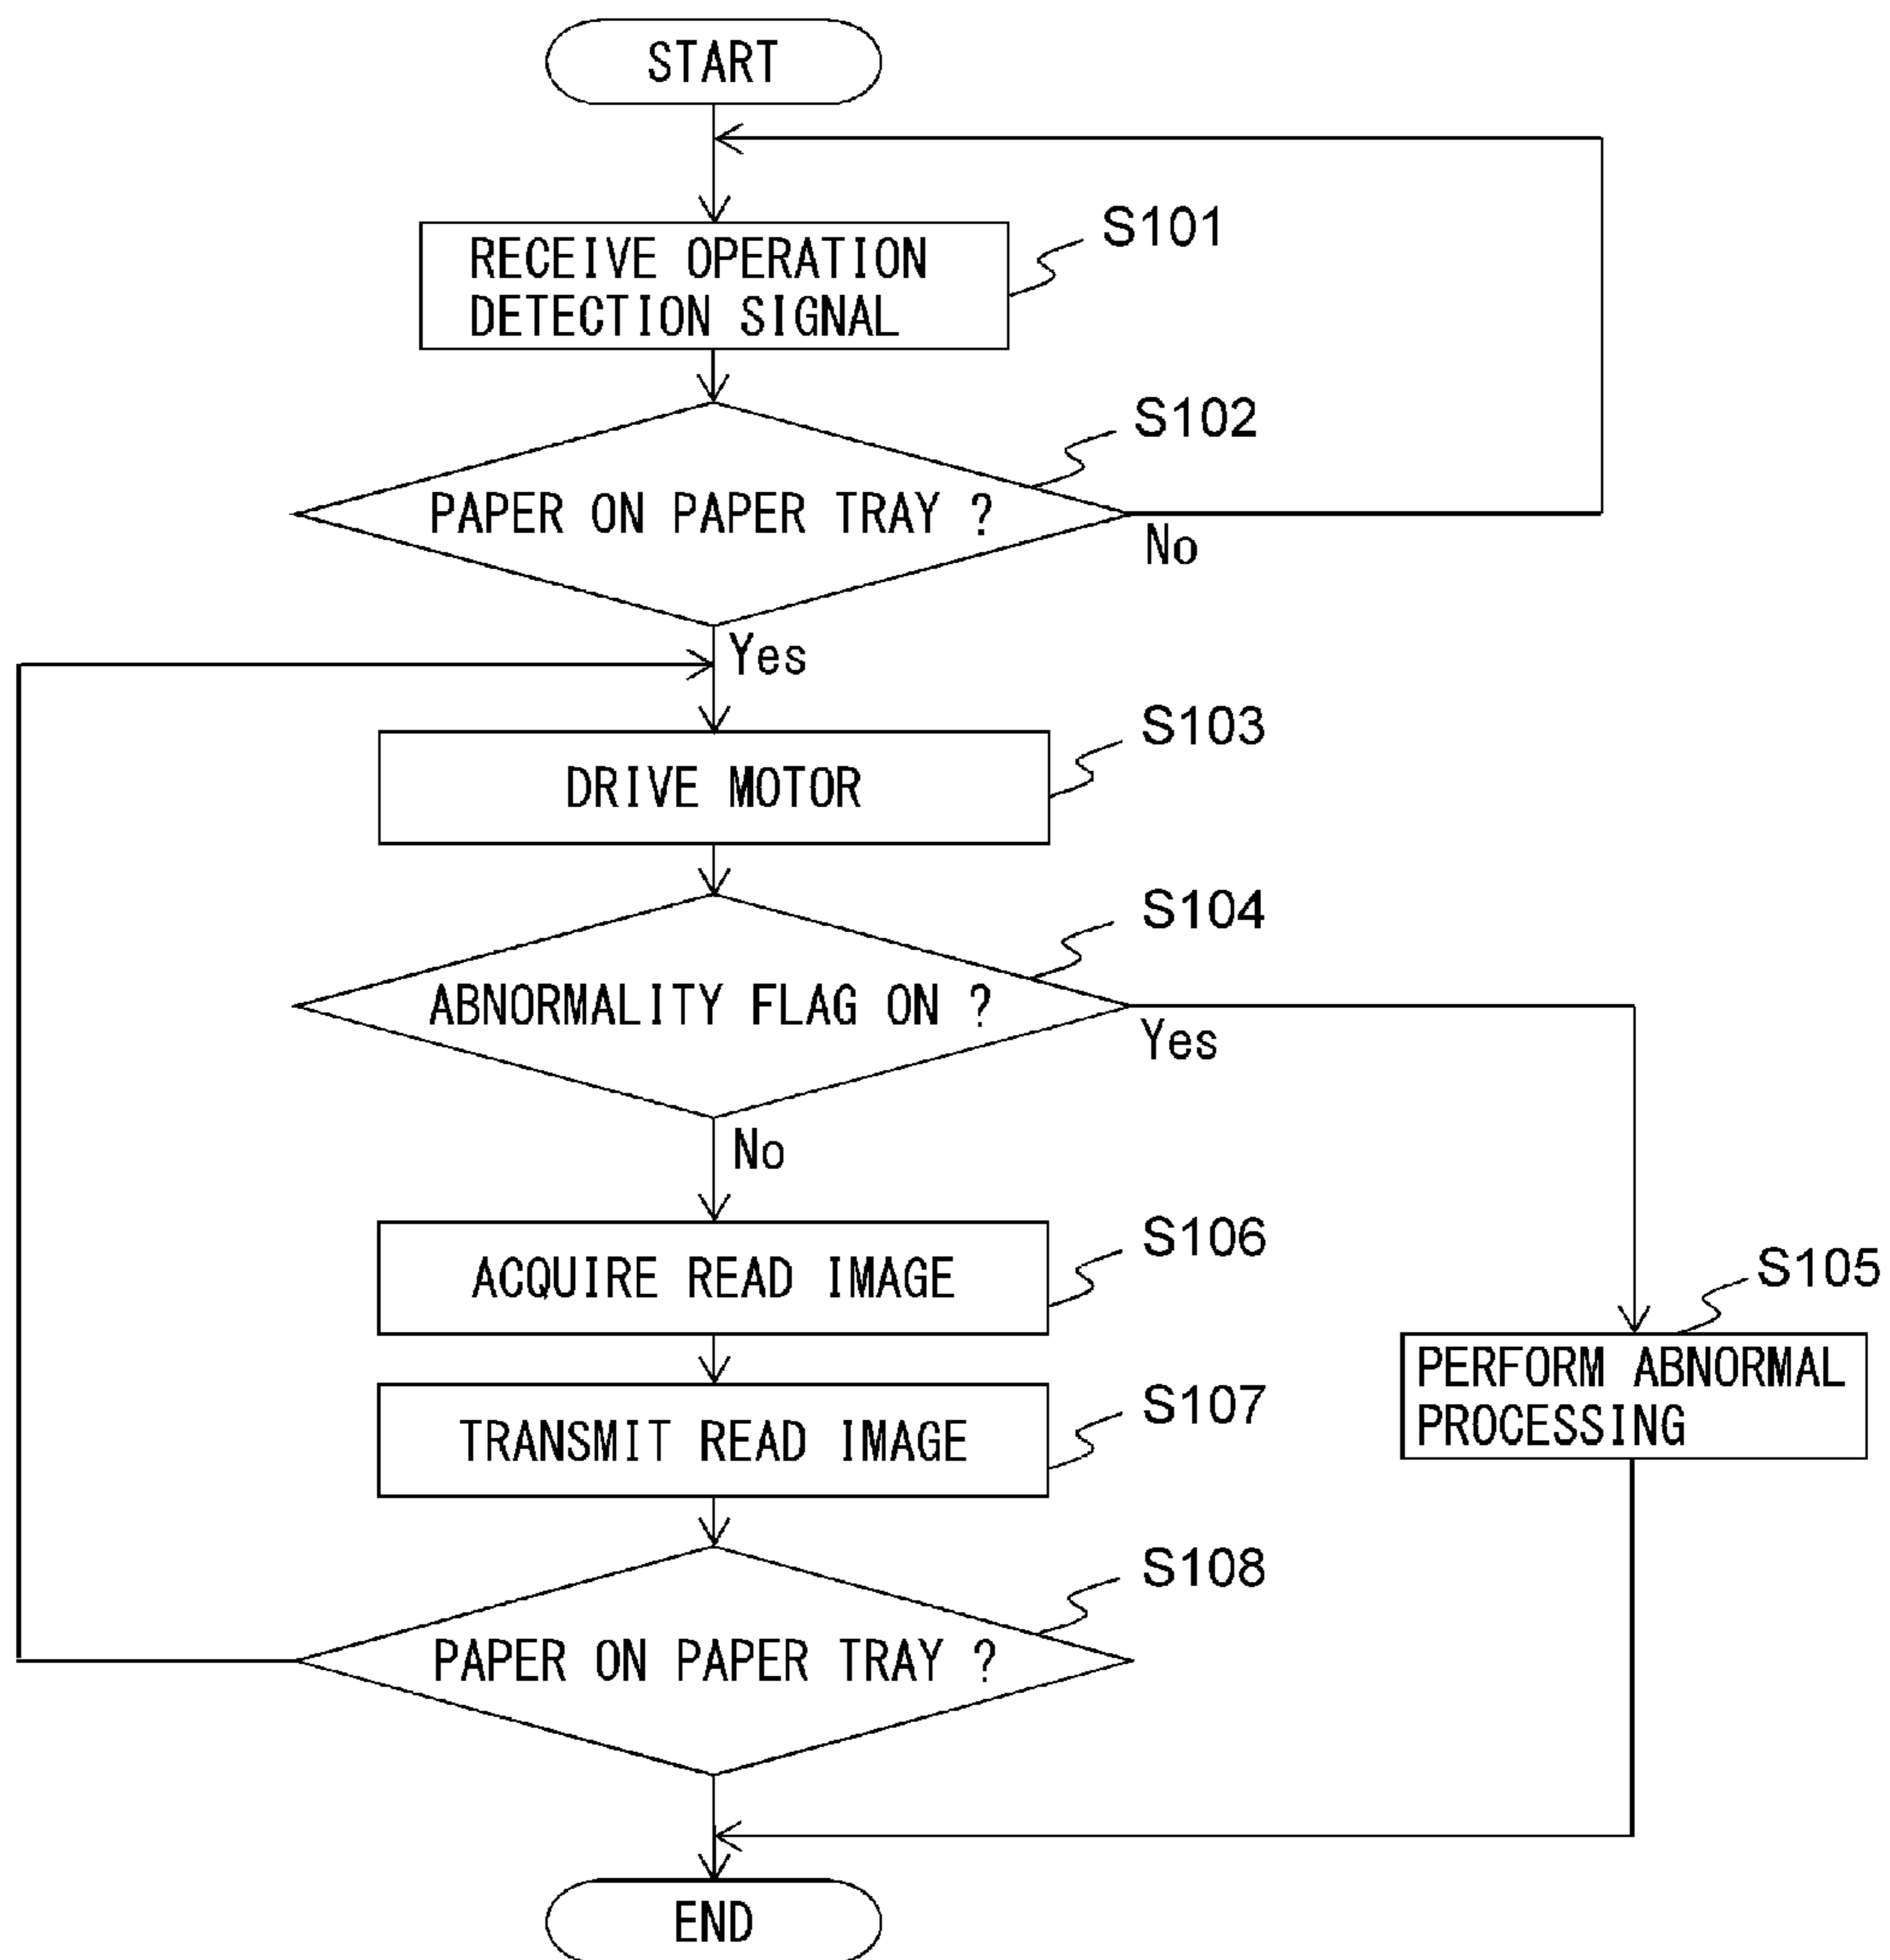 START
RECEIVE OPERATION
DETECTION SIGNAL
S101
PAPER ON PAPER TRAY ?
S102
No
Yes
DRIVE MOTOR
S103
ABNORMALITY FLAG ON ?
S104
Yes
No
ACQUIRE READ IMAGE
S106
PERFORM ABNORMAL
PROCESSING
S105
TRANSMIT READ IMAGE
S107
PAPER ON PAPER TRAY ?
S108
END